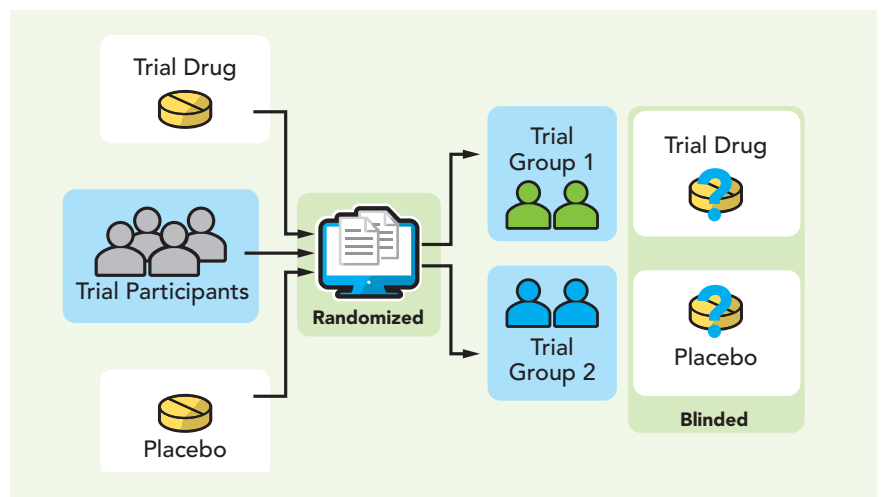 Trial Drug
Trial Participants
Placebo
Randomized
Trial
Group 1
Trial
Group 2
Trial Drug
?
?
Placebo
Blinded